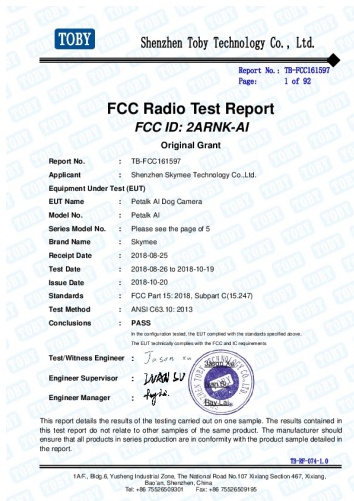 TOBY
Shenzhen Toby Technology Co., Ltd.
Report No.: TB-FCC161597
Page: 1 of 92
FCC Radio Test Report
FCC ID: 2ARNK-AI
Original Grant
Report No. : TB-FCC161597
Applicant : Shenzhen Skymee Technology Co.,Ltd.
Equipment Under Test (EUT)
EUT Name : Petalk AI Dog Camera
Model No. : Petalk AI
Series Model No. : Please see the page of 5
Brand Name : Skymee
Receipt Date : 2018-08-25
Test Date : 2018-08-26 to 2018-10-19
Issue Date : 2018-10-20
Standards : FCC Part 15: 2018, Subpart C(15.247)
Test Method : ANSI C63.10: 2013
Conclusions : PASS
In the configuration tested, the EUT complied with the standards specified above.
The EUT technically complies with the FCC and IC requirements
Test/Witness Engineer : Jason Xu
Engineer Supervisor : IVAN SU
Engineer Manager : Ray Lai
This report details the results of the testing carried out on one sample. The results contained in
this test report do not relate to other samples of the same product. The manufacturer should
ensure that all products in series production are in conformity with the product sample detailed in
the report.
TB-RF-074-1.0
1A/F., Bldg.6, Yusheng Industrial Zone, The National Road No.107 Xixiang Section 467, Xixiang,
Bao'an, Shenzhen, China
Tel: +86 75526509301 Fax: +86 75526509195